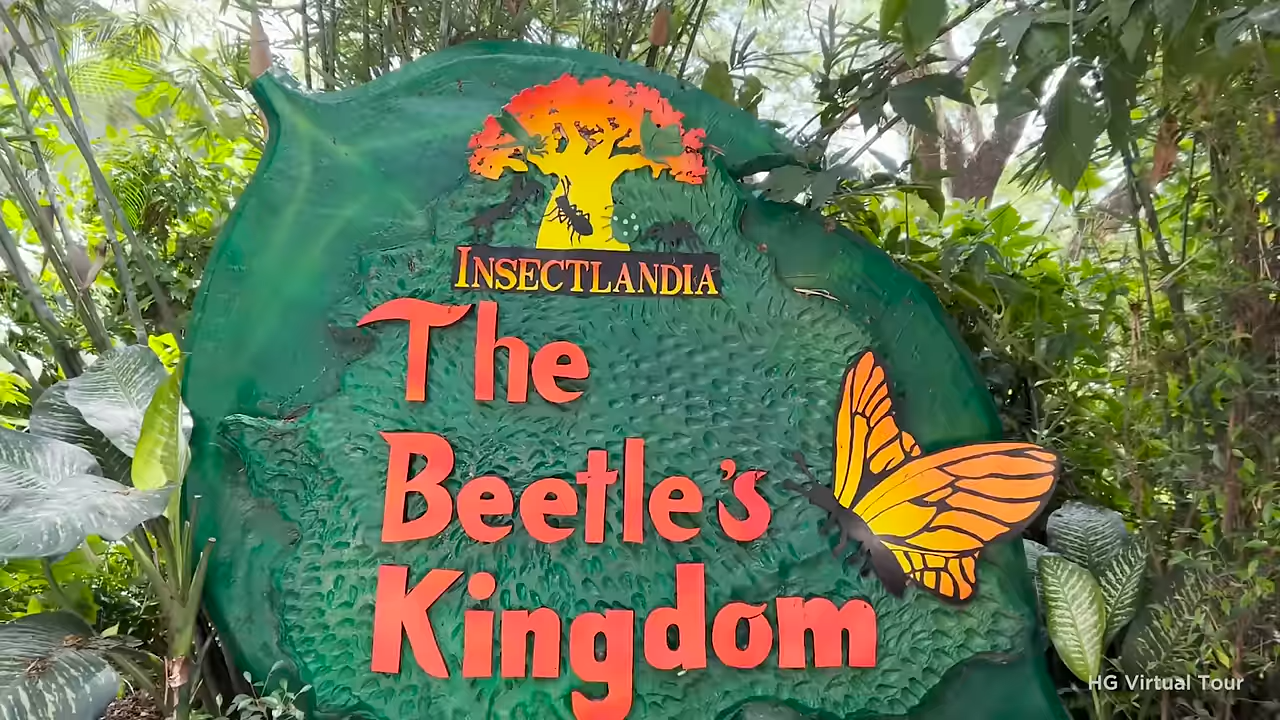 INSECTLANDIA
The
Beetle's
Kingdom
HG Virtual Tour